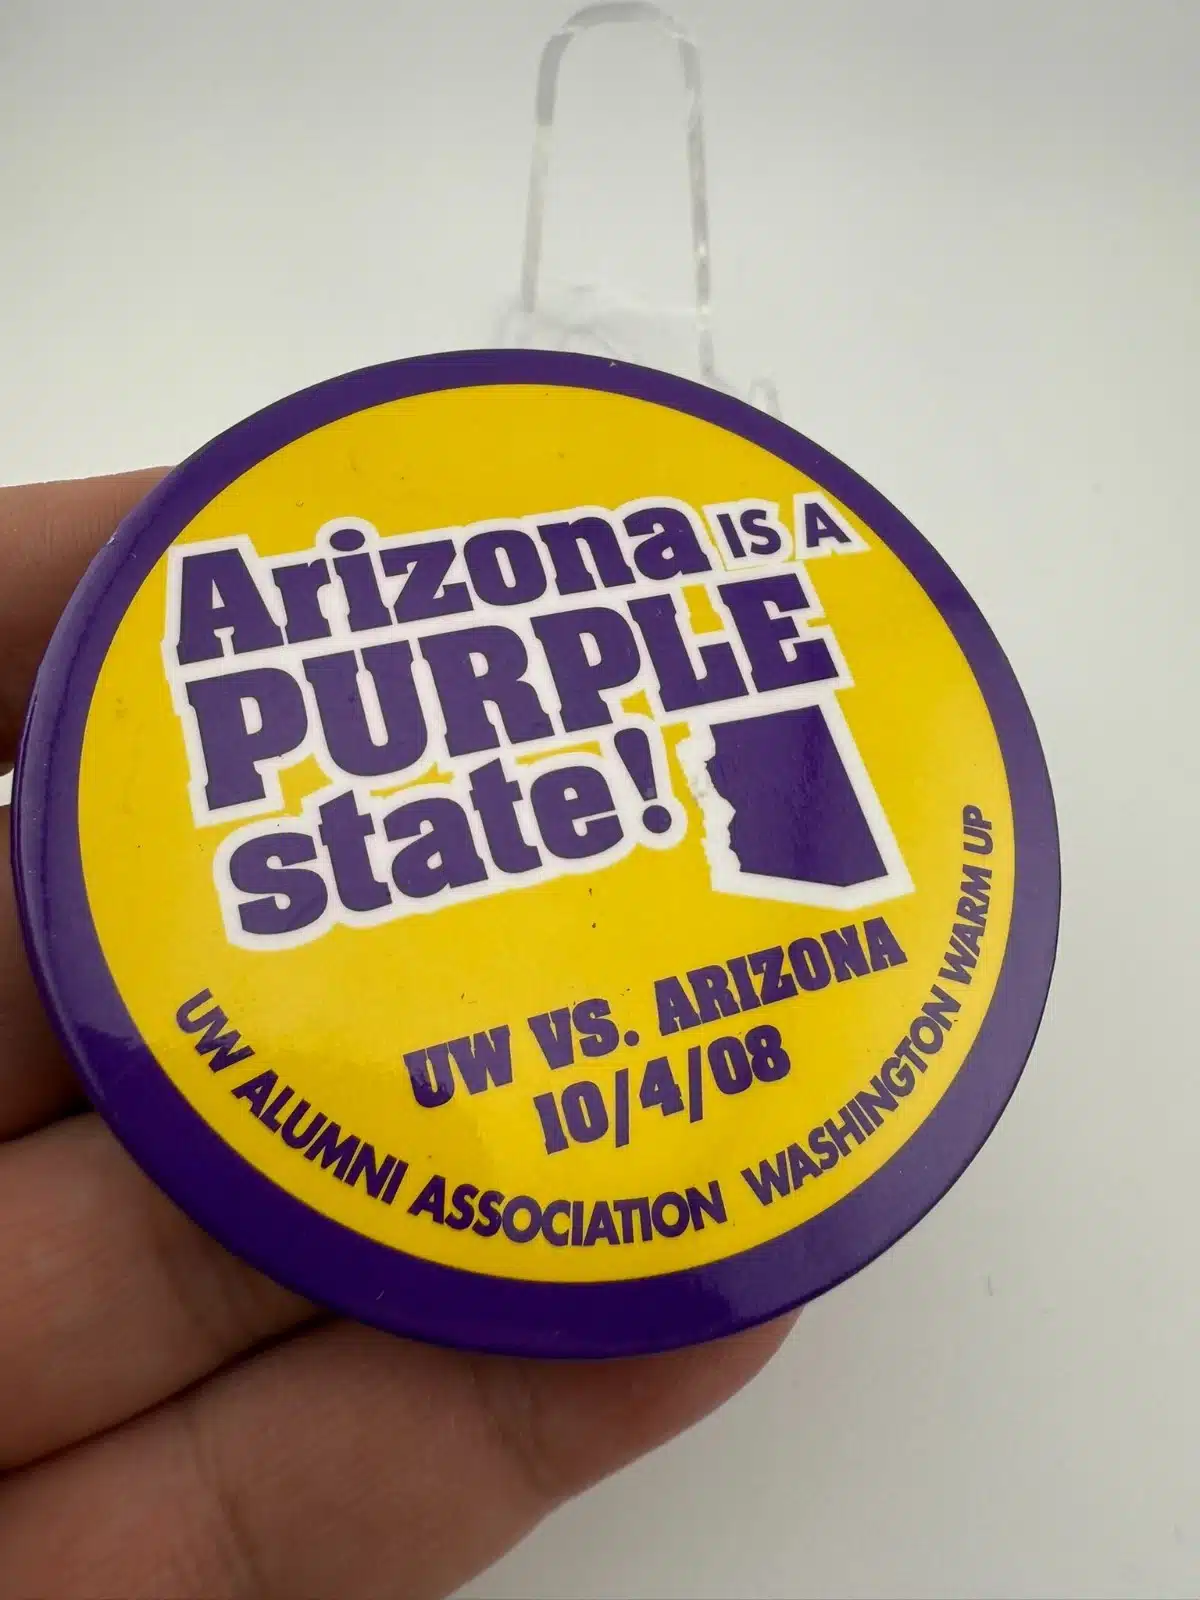 Arizona IS A
PURPLE
state!
UW VS. ARIZONA
10/4/08
UW ALUMNI ASSOCIATION WASHINGTON WARM UP